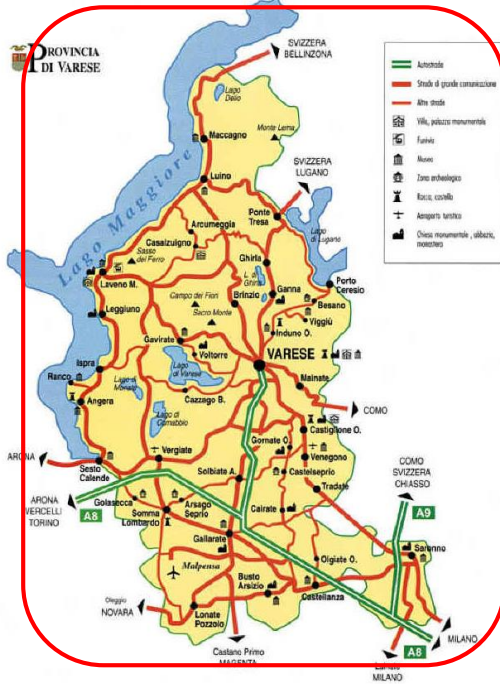 PROVINCIA
DI VARESE
SVIZZERA
BELLINZONA
Autostrade
Strade di grande comunicazione
Altre strade
Villa, palazzo monumentale
Funivia
Museo
Zona archeologica
Rocca, castello
Aeroporto turistico
Chiesa monumentale, abbazia,
monastero
Lago
Delio
Maccagno
Monte Lema
Luino
SVIZZERA
LUGANO
Lago Maggiore
Ponte
Tresa
Arcumeggia
Casalzuigno
Lago
di Lugano
Sasso
del Ferro
Ghirla
L. di
Ghirla
Laveno M.
Porto
Ceresio
Campo dei Fiori
Brinzio
Ganna
Besano
Leggiuno
Sacro Monte
Viggiù
Induno O.
Gavirate
Voltorre
VARESE
Ispra
Lago
di Varese
Ranco
Lago di
Monate
Malnate
Angera
Cazzago B.
COMO
Lago di
Comabbio
Castiglione O.
Gornate O.
ARONA
Vergiate
Venegono
Sesto
Calende
Solbiate A.
Castelseprio
COMO
SVIZZERA
CHIASSO
Tradate
ARONA
VERCELLI
TORINO
A8
Golasecca
Arsago
Seprio
Somma
Lombardo
Cairate
A9
Gallarate
Saronno
Olgiate O.
Malpensa
Busto
Arsizio
Castellanza
Oleggio
NOVARA
Lonate
Pozzolo
MILANO
A8
Castano Primo
MAGENTA
MILANO